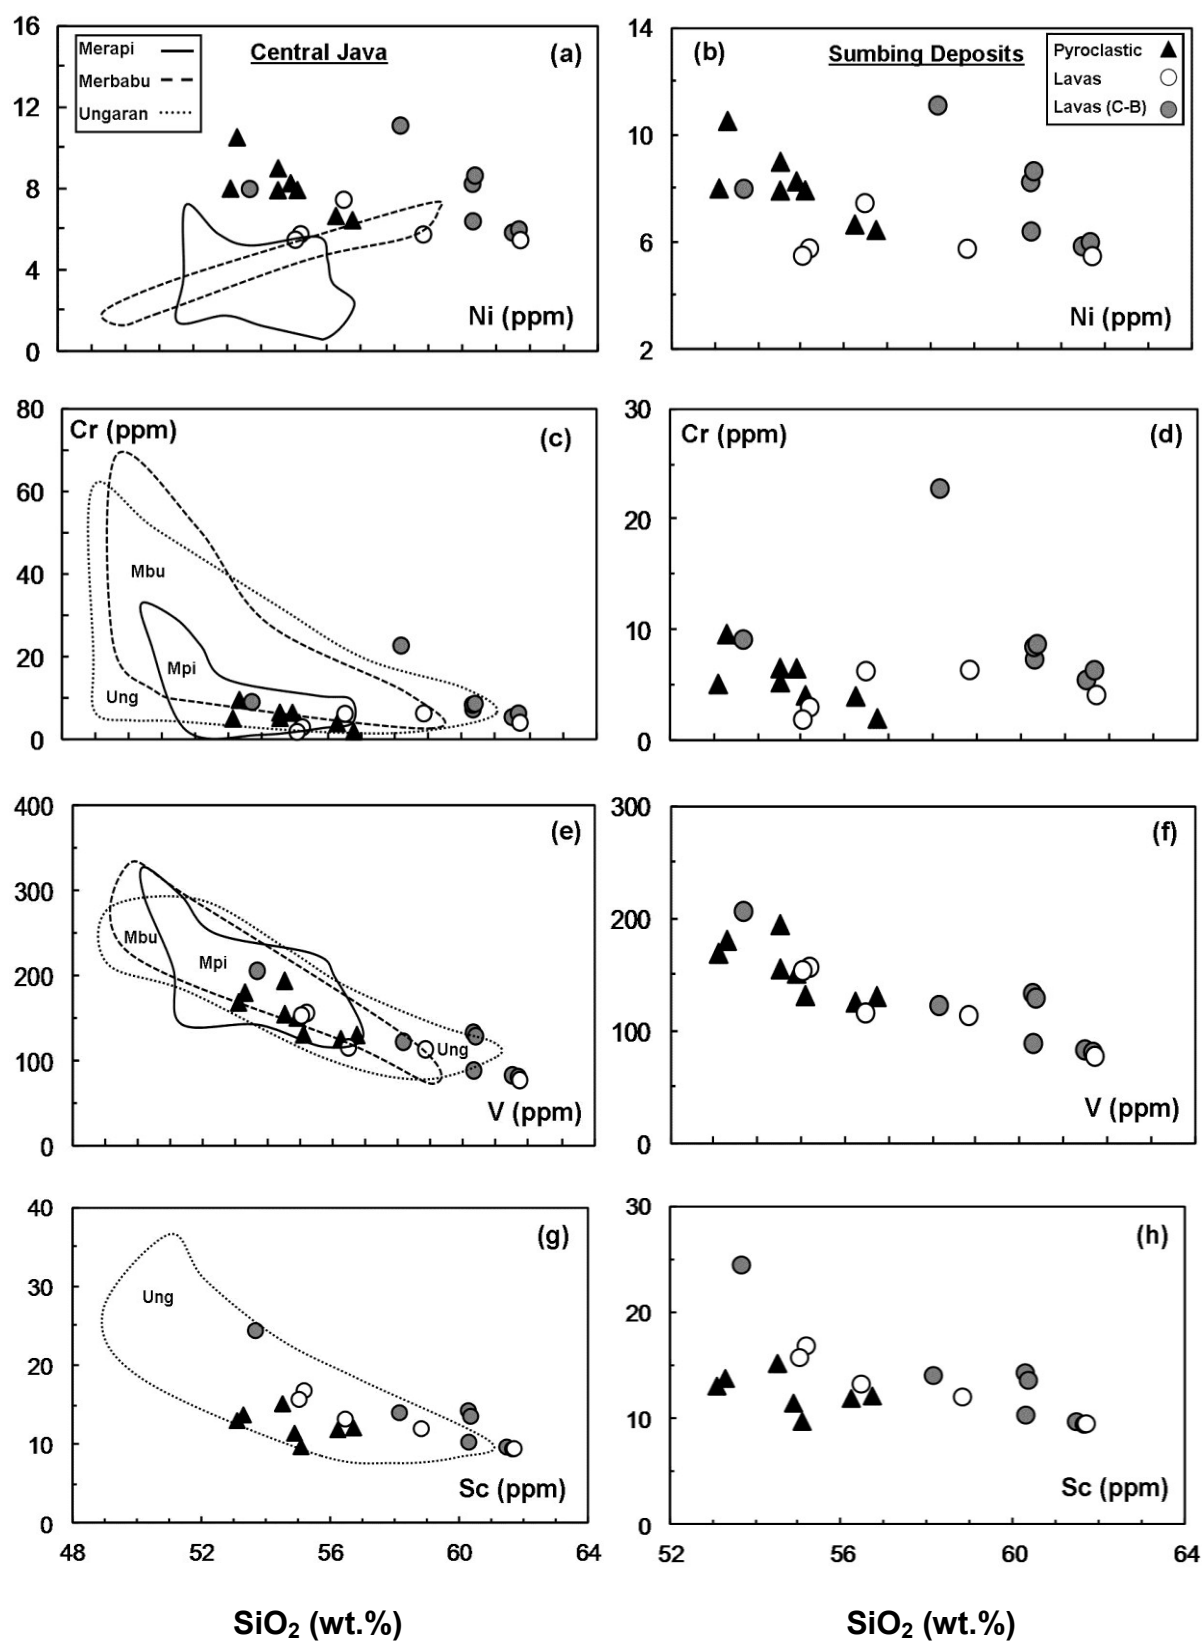 Central Java
(a)
Merapi
Merbabu
Ungaran
16
12
8
4
0
Ni (ppm)
(b)
Sumbing Deposits
Pyroclastic
Lavas
Lavas (C-B)
14
10
6
2
Ni (ppm)
Cr (ppm)
(c)
80
60
40
20
0
Mbu
Mpi
Ung
Cr (ppm)
(d)
30
20
10
0
(e)
400
300
200
100
0
Mbu
Mpi
Ung
V (ppm)
(f)
300
200
100
0
V (ppm)
(g)
40
30
20
10
0
Ung
Sc (ppm)
48 52 56 60 64
SiO2 (wt.%)
(h)
30
20
10
0
Sc (ppm)
52 56 60 64
SiO2 (wt.%)